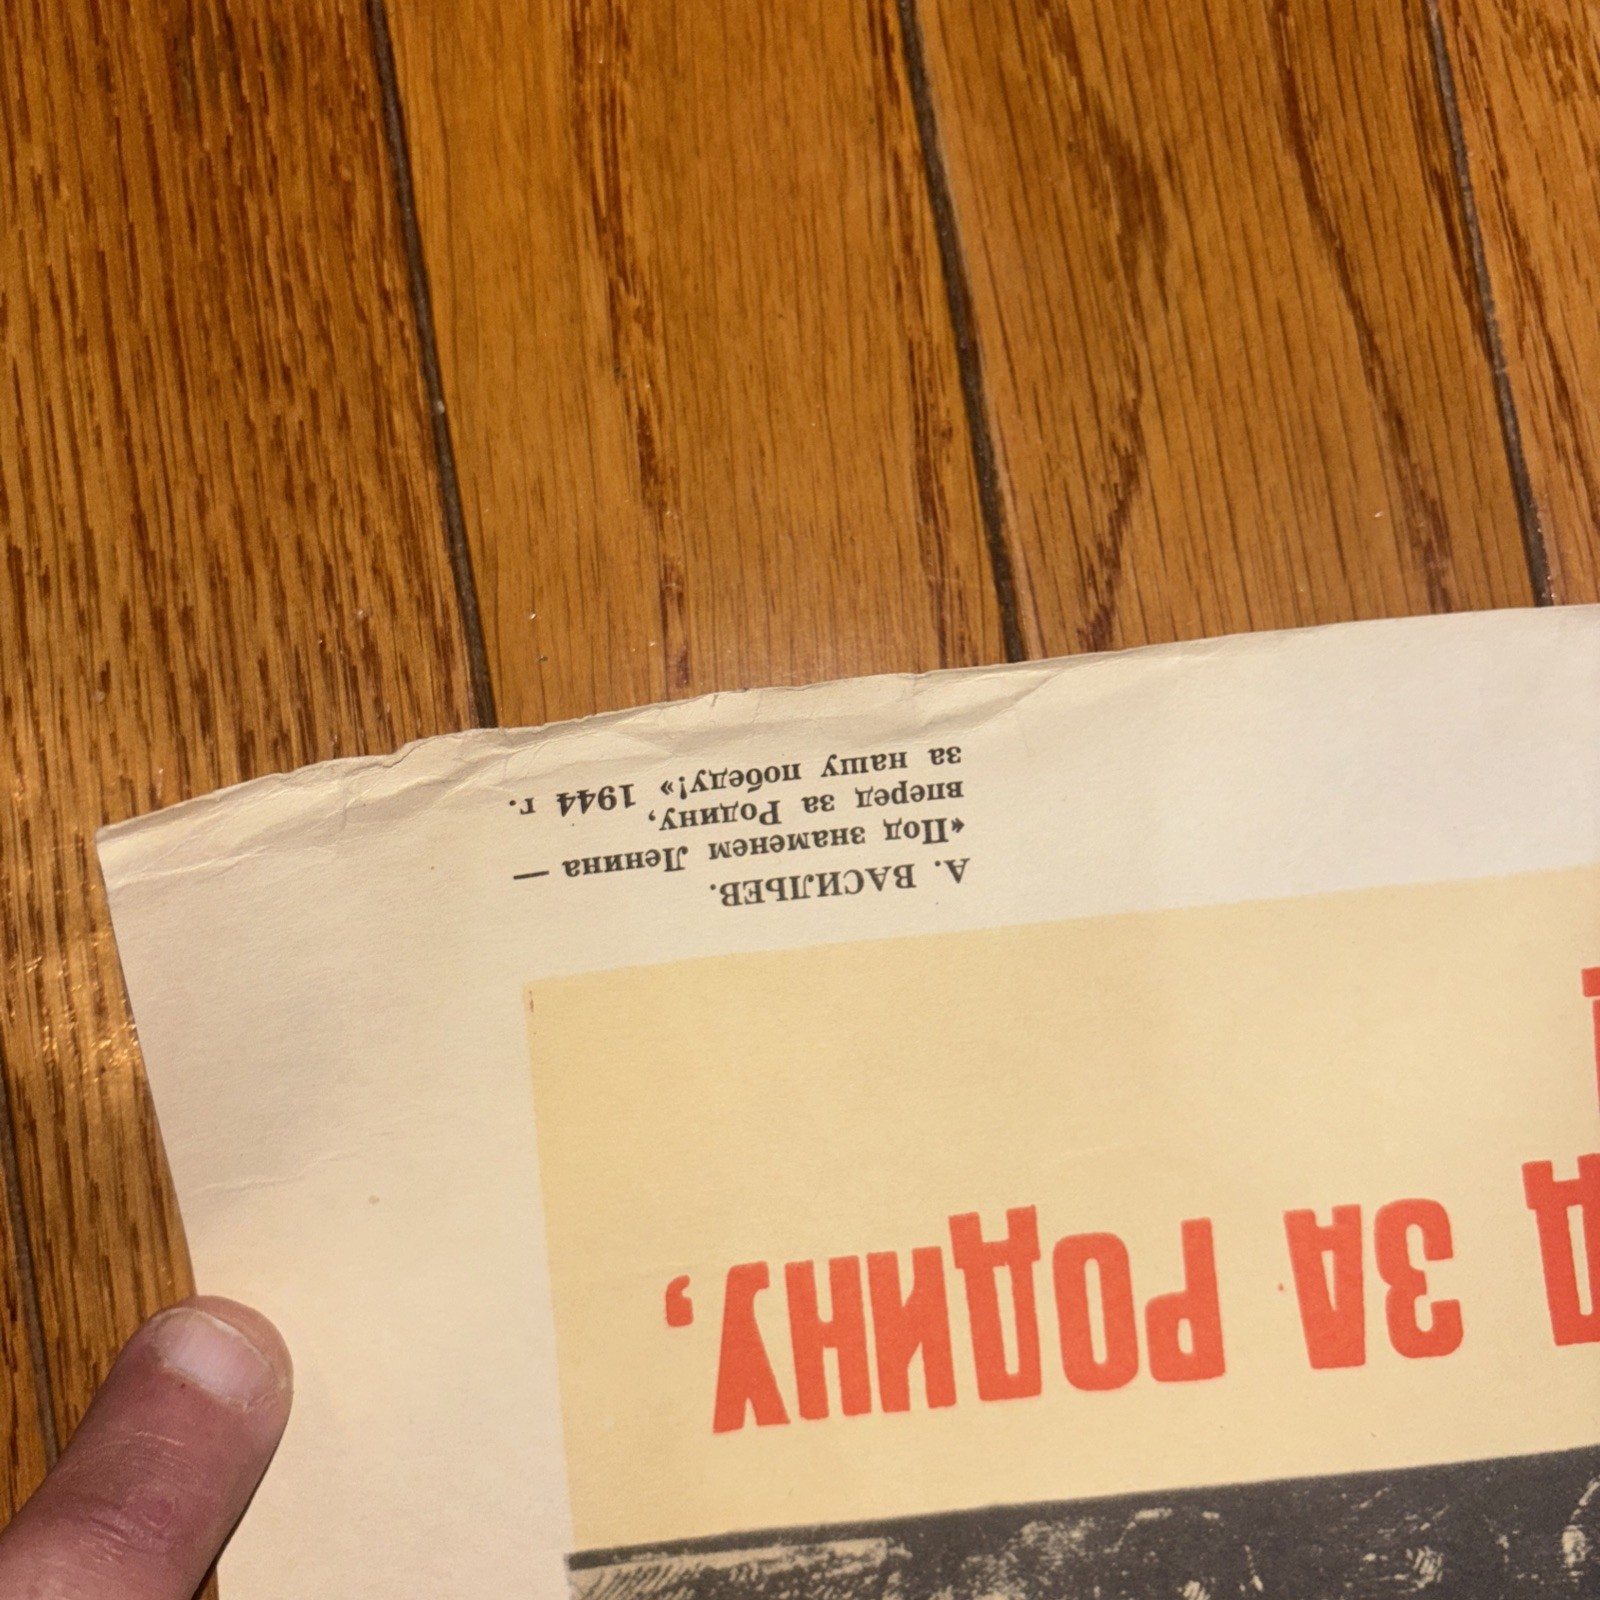 А. ВАСИЛЬЕВ.
«Под знаменем Ленина —
вперед за Родину,
за нашу победу!» 1944 г.
ЗА РОДИНУ,